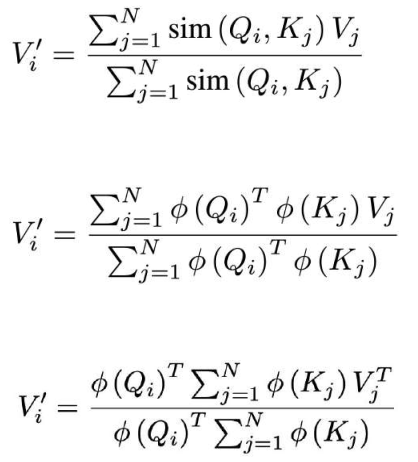 V'_i = \frac{\sum_{j=1}^{N} \text{sim}\,(Q_i, K_j)\, V_j}{\sum_{j=1}^{N} \text{sim}\,(Q_i, K_j)}
V'_i = \frac{\sum_{j=1}^{N} \phi\,(Q_i)^T \phi\,(K_j)\, V_j}{\sum_{j=1}^{N} \phi\,(Q_i)^T \phi\,(K_j)}
V'_i = \frac{\phi\,(Q_i)^T \sum_{j=1}^{N} \phi\,(K_j)\, V_j^T}{\phi\,(Q_i)^T \sum_{j=1}^{N} \phi\,(K_j)}